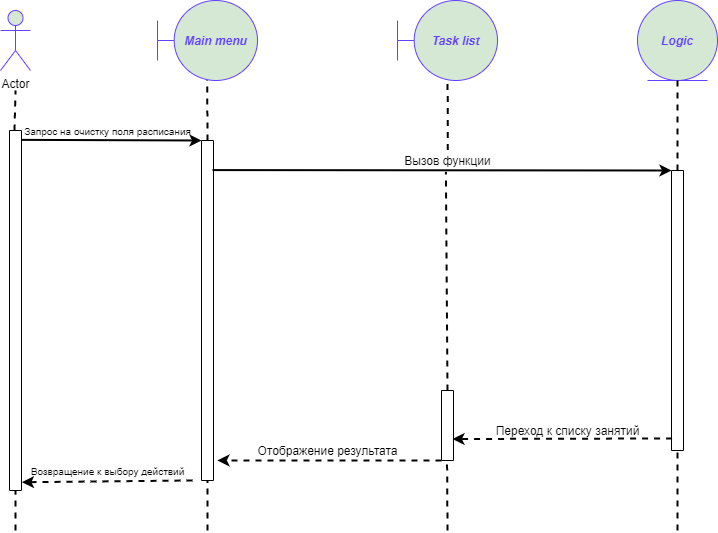 Main menu
Task list
Logic
Actor
Запрос на очистку поля расписания
Вызов функции
Переход к списку занятий
Отображение результата
Возвращение к выбору действий